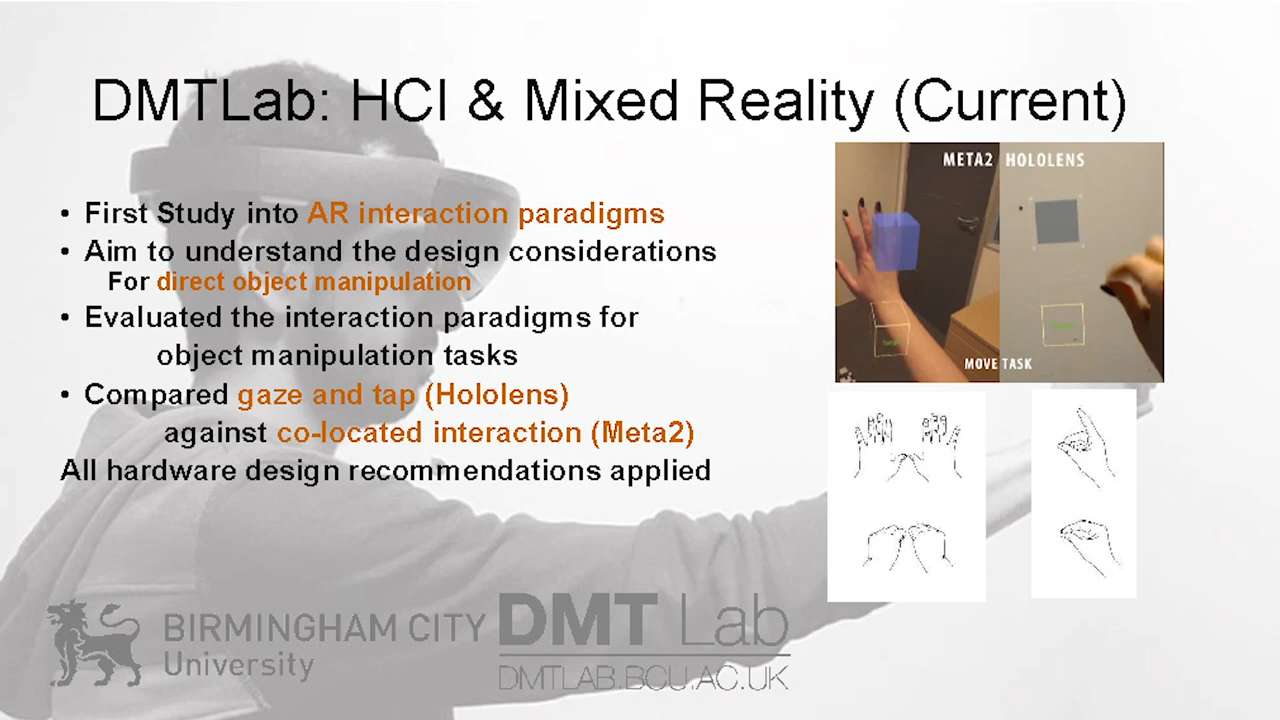 DMTLab: HCI & Mixed Reality (Current)
• First Study into AR interaction paradigms
• Aim to understand the design considerations
For direct object manipulation
• Evaluated the interaction paradigms for
object manipulation tasks
• Compared gaze and tap (Hololens)
against co-located interaction (Meta2)
All hardware design recommendations applied
META2 HOLOLENS
MOVE TASK
BIRMINGHAM CITY
University
DMT Lab
DMTLAB.BCU.AC.UK